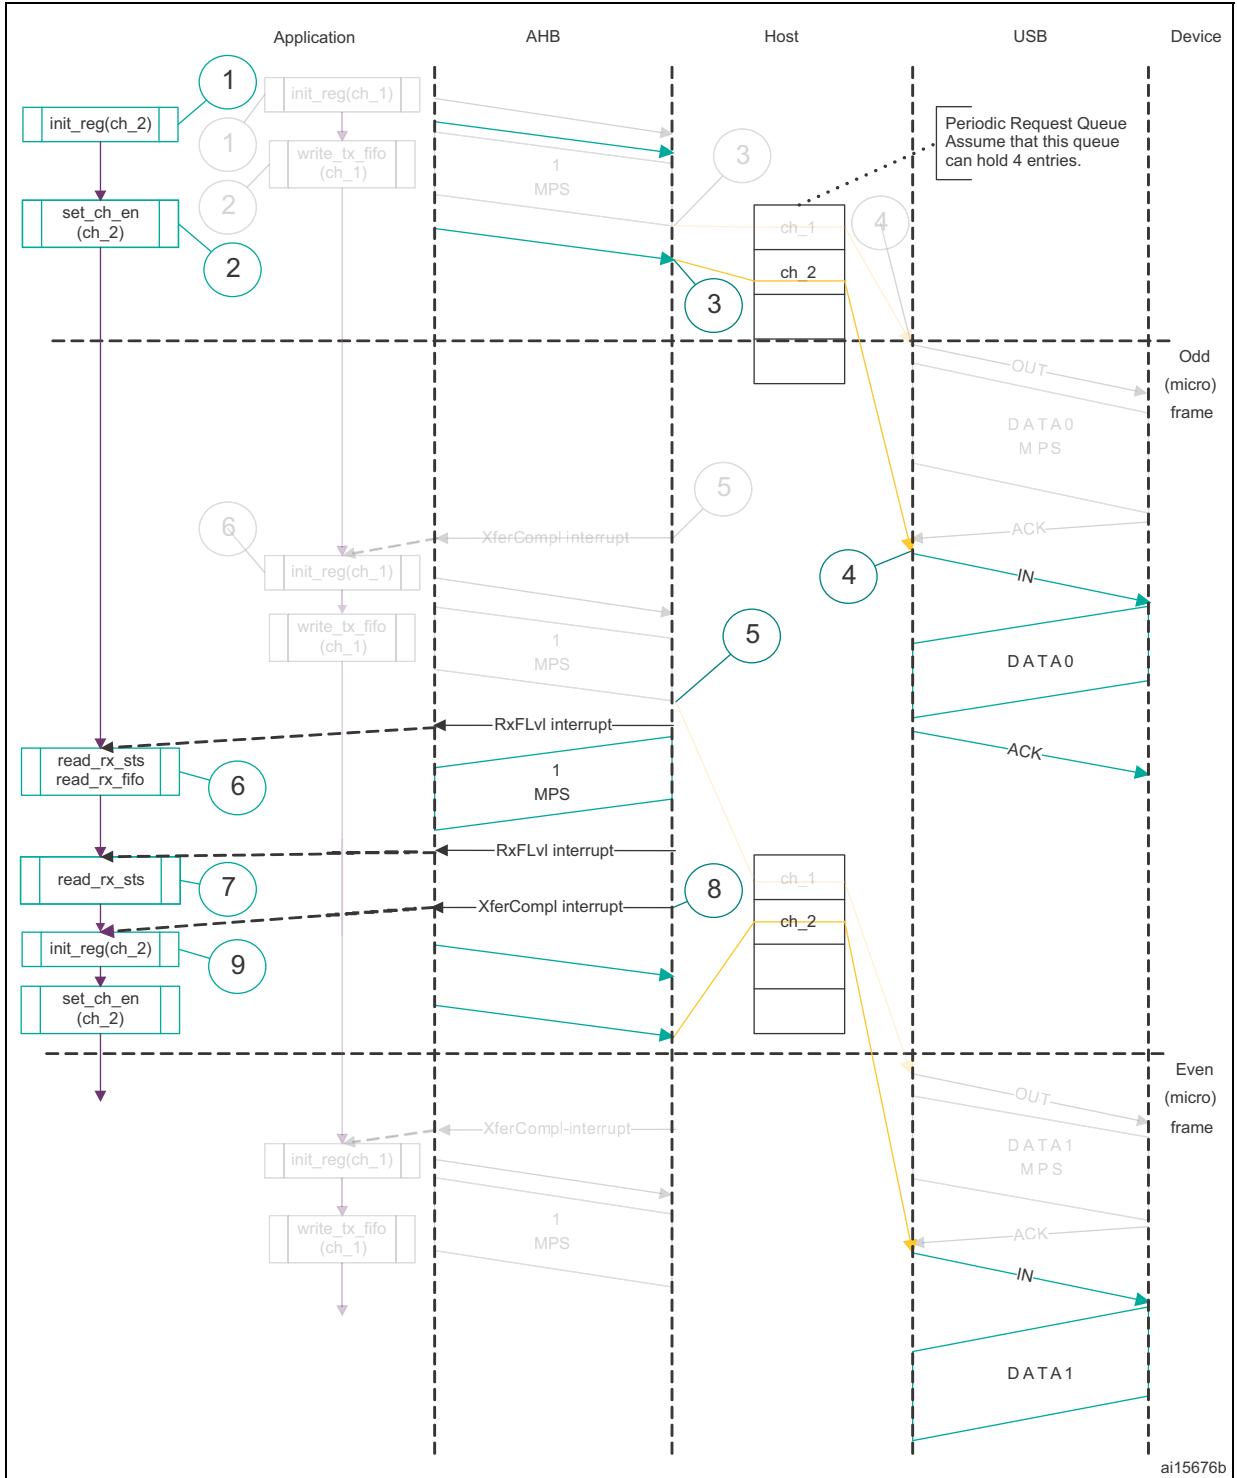 Application
AHB
Host
USB
Device
1
init_reg(ch_1)
init_reg(ch_2)
1
Periodic Request Queue
Assume that this queue
can hold 4 entries.
write_tx_fifo
(ch_1)
1
MPS
3
2
set_ch_en
(ch_2)
2
ch_1
4
ch_2
3
Odd
(micro)
frame
OUT
DATA0
MPS
5
6
XferCompl interrupt
ACK
init_reg(ch_1)
4
IN
write_tx_fifo
(ch_1)
1
MPS
5
DATA0
RxFLvl interrupt
ACK
read_rx_sts
read_rx_fifo
6
1
MPS
RxFLvl interrupt
read_rx_sts
7
ch_1
8
XferCompl interrupt
ch_2
init_reg(ch_2)
9
set_ch_en
(ch_2)
Even
(micro)
frame
OUT
XferCompl-interrupt
DATA1
MPS
init_reg(ch_1)
write_tx_fifo
(ch_1)
1
MPS
ACK
IN
DATA1
ai15676b